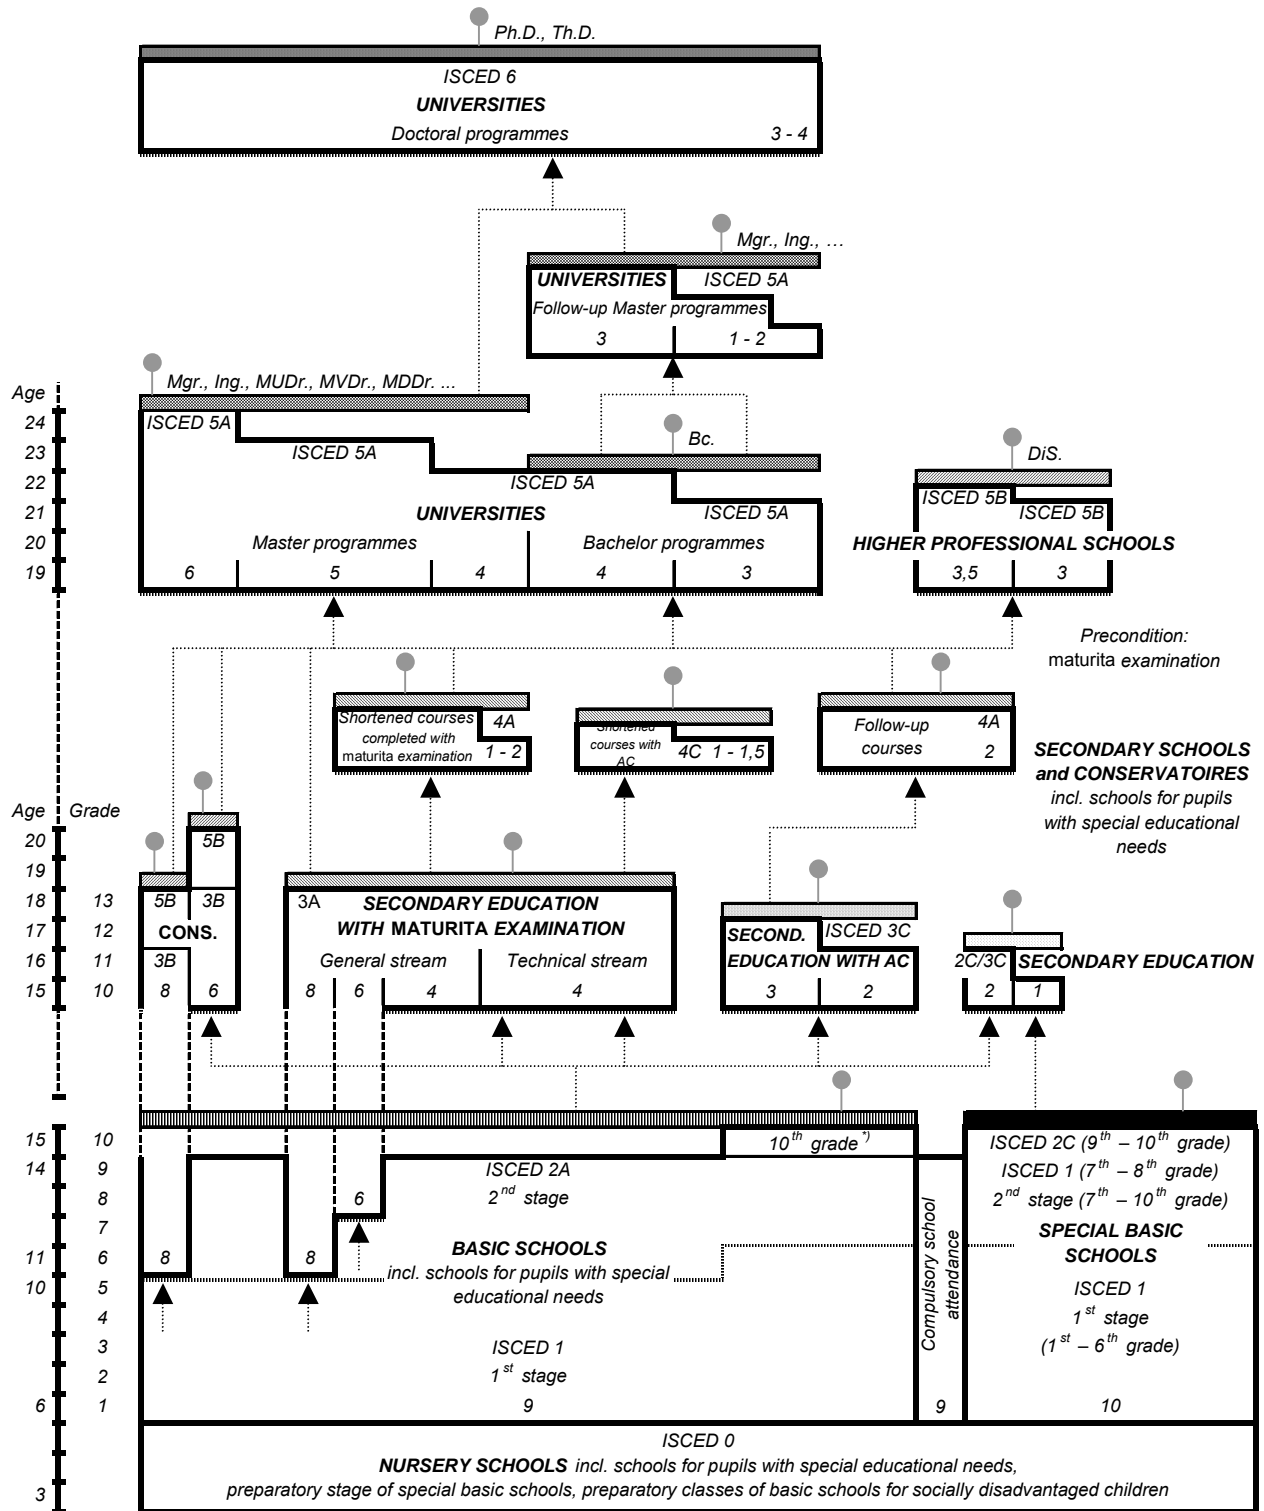 Ph.D., Th.D.
ISCED 6
UNIVERSITIES
Doctoral programmes 3 - 4
Mgr., Ing., …
UNIVERSITIES ISCED 5A
Follow-up Master programmes
3 1 - 2
Mgr., Ing., MUDr., MVDr., MDDr. ...
Age
24 ISCED 5A
Bc.
23 ISCED 5A
DiS.
22 ISCED 5A ISCED 5B
21 UNIVERSITIES ISCED 5A ISCED 5B
20 Master programmes Bachelor programmes HIGHER PROFESSIONAL SCHOOLS
19 6 5 4 4 3 3,5 3
Precondition:
maturita examination
Shortened courses 4A
completed with
maturita examination 1 - 2
Shortened
courses with
AC 4C 1 - 1,5
Follow-up 4A
courses 2
SECONDARY SCHOOLS
and CONSERVATOIRES
incl. schools for pupils
with special educational
needs
Age Grade
20 5B
19
18 13 5B 3B 3A SECONDARY EDUCATION
17 12 CONS. WITH MATURITA EXAMINATION SECOND. ISCED 3C
16 11 3B General stream Technical stream EDUCATION WITH AC 2C/3C SECONDARY EDUCATION
15 10 8 6 8 6 4 4 3 2 2 1
15 10 10th grade*) ISCED 2C (9th – 10th grade)
14 9 ISCED 2A ISCED 1 (7th – 8th grade)
8 6 2nd stage 2nd stage (7th – 10th grade)
7
SPECIAL BASIC
SCHOOLS
11 6 8 8 BASIC SCHOOLS
incl. schools for pupils with special
educational needs
10 5
ISCED 1
4 1st stage
3 ISCED 1 (1st – 6th grade)
2 1st stage
Compulsory school
attendance
6 1 9 9 10
ISCED 0
NURSERY SCHOOLS incl. schools for pupils with special educational needs,
3 preparatory stage of special basic schools, preparatory classes of basic schools for socially disadvantaged children